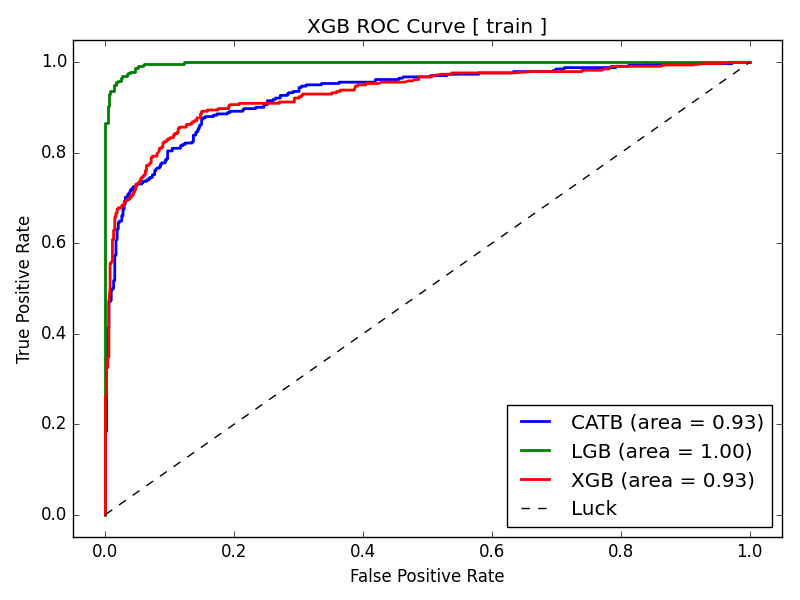 XGB ROC Curve [ train ]
1.0
0.8
0.6
0.4
0.2
0.0
True Positive Rate
CATB (area = 0.93)
LGB (area = 1.00)
XGB (area = 0.93)
Luck
0.0 0.2 0.4 0.6 0.8 1.0
False Positive Rate